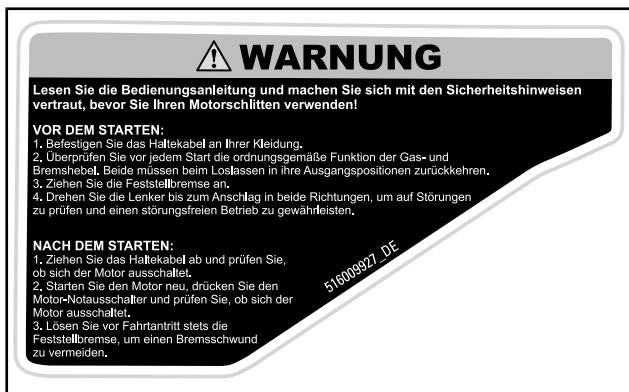 WARNUNG
Lesen Sie die Bedienungsanleitung und machen Sie sich mit den Sicherheitshinweisen
vertraut, bevor Sie Ihren Motorschlitten verwenden!
VOR DEM STARTEN:
1. Befestigen Sie das Haltekabel an Ihrer Kleidung.
2. Überprüfen Sie vor jedem Start die ordnungsgemäße Funktion der Gas- und
Bremshebel. Beide müssen beim Loslassen in ihre Ausgangspositionen zurückkehren.
3. Ziehen Sie die Feststellbremse an.
4. Drehen Sie die Lenker bis zum Anschlag in beide Richtungen, um auf Störungen
zu prüfen und einen störungsfreien Betrieb zu gewährleisten.
NACH DEM STARTEN:
1. Ziehen Sie das Haltekabel ab und prüfen Sie,
ob sich der Motor ausschaltet.
2. Starten Sie den Motor neu, drücken Sie den
Motor-Notausschalter und prüfen Sie, ob sich der
Motor ausschaltet.
3. Lösen Sie vor Fahrtantritt stets die
Feststellbremse, um einen Bremsschwund
zu vermeiden.
516009927_DE